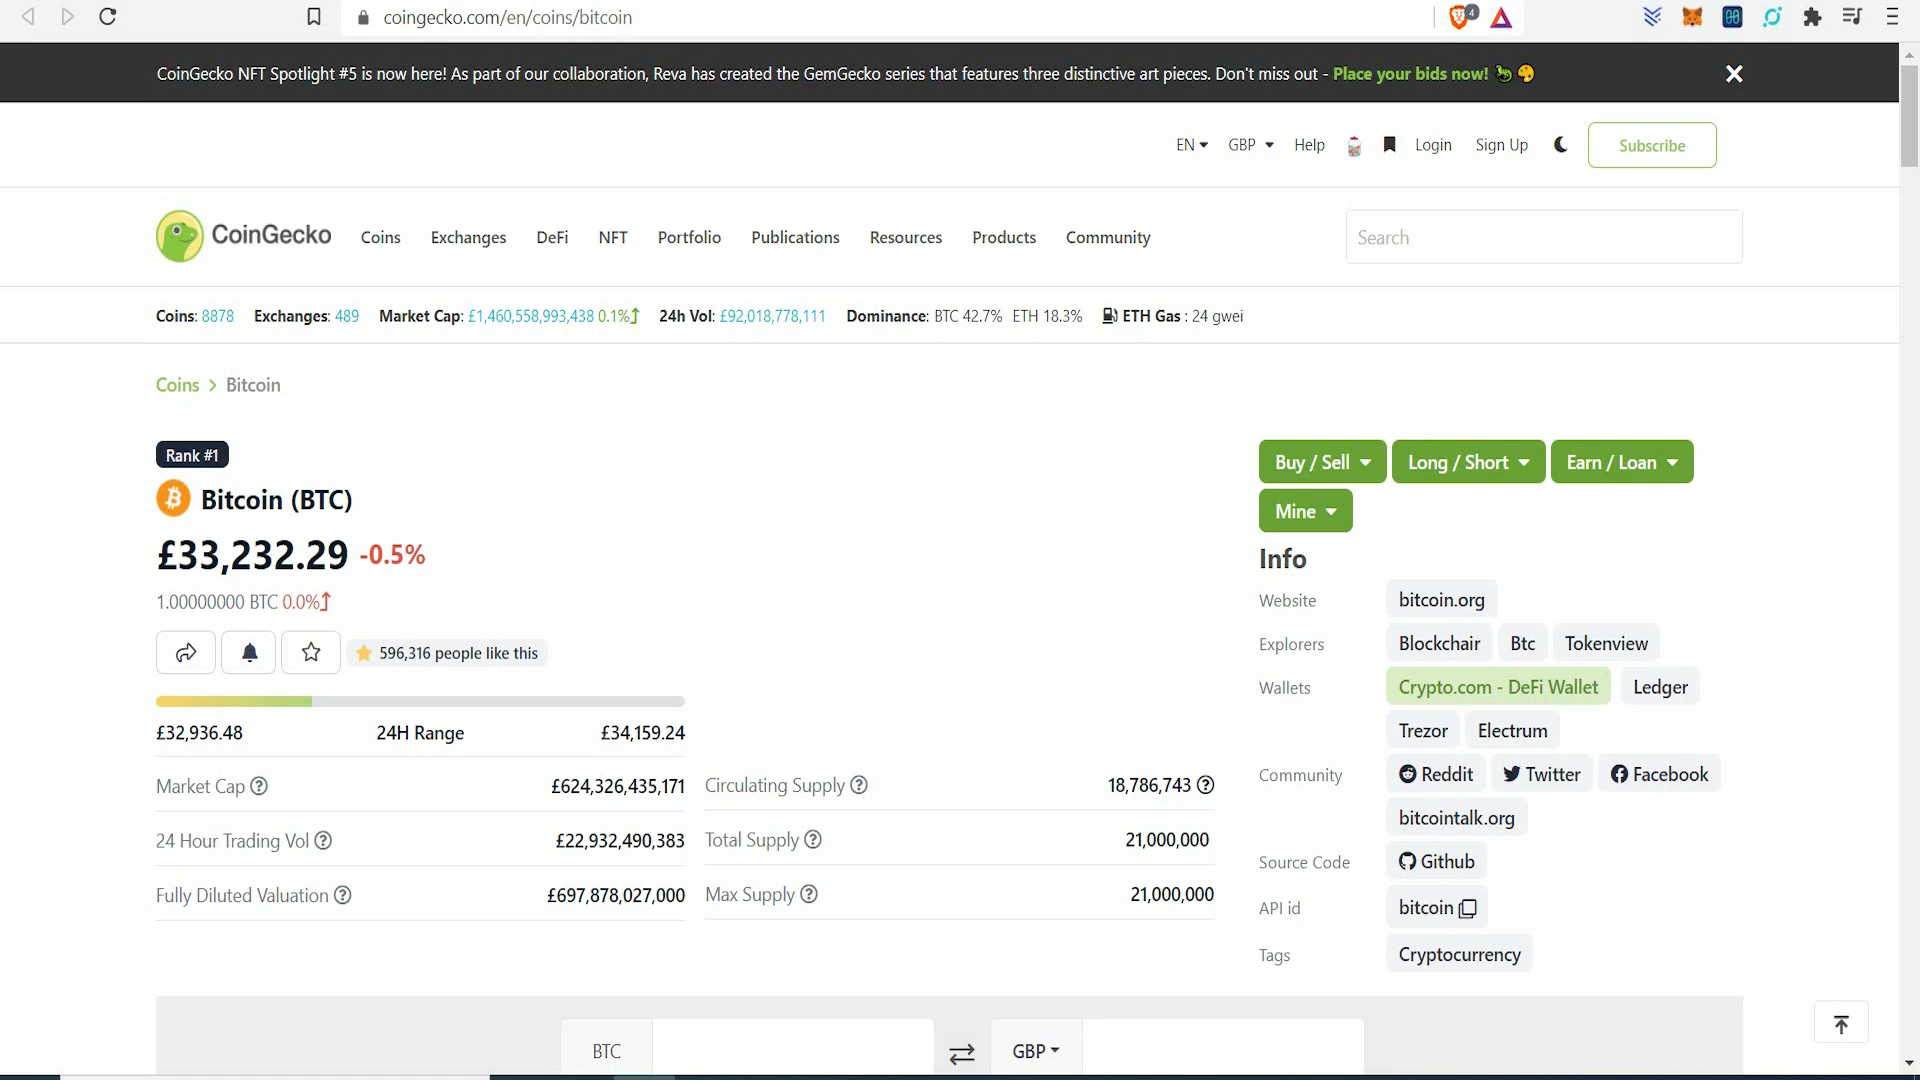 coingecko.com/en/coins/bitcoin
4
CoinGecko NFT Spotlight #5 is now here! As part of our collaboration, Reva has created the GemGecko series that features three distinctive art pieces. Don't miss out - Place your bids now!
EN GBP Help Login Sign Up Subscribe
CoinGecko Coins Exchanges DeFi NFT Portfolio Publications Resources Products Community Search
Coins: 8878 Exchanges: 489 Market Cap: £1,460,558,993,438 0.1% 24h Vol: £92,018,778,111 Dominance: BTC 42.7% ETH 18.3% ETH Gas : 24 gwei
Coins > Bitcoin
Rank #1
Bitcoin (BTC)
£33,232.29 -0.5%
1.00000000 BTC 0.0%
596,316 people like this
£32,936.48 24H Range £34,159.24
Market Cap £624,326,435,171
24 Hour Trading Vol £22,932,490,383
Fully Diluted Valuation £697,878,027,000
Circulating Supply 18,786,743
Total Supply 21,000,000
Max Supply 21,000,000
Buy / Sell Long / Short Earn / Loan
Mine
Info
Website bitcoin.org
Explorers Blockchair Btc Tokenview
Wallets Crypto.com - DeFi Wallet Ledger
Trezor Electrum
Community Reddit Twitter Facebook
bitcointalk.org
Source Code Github
API id bitcoin
Tags Cryptocurrency
BTC GBP